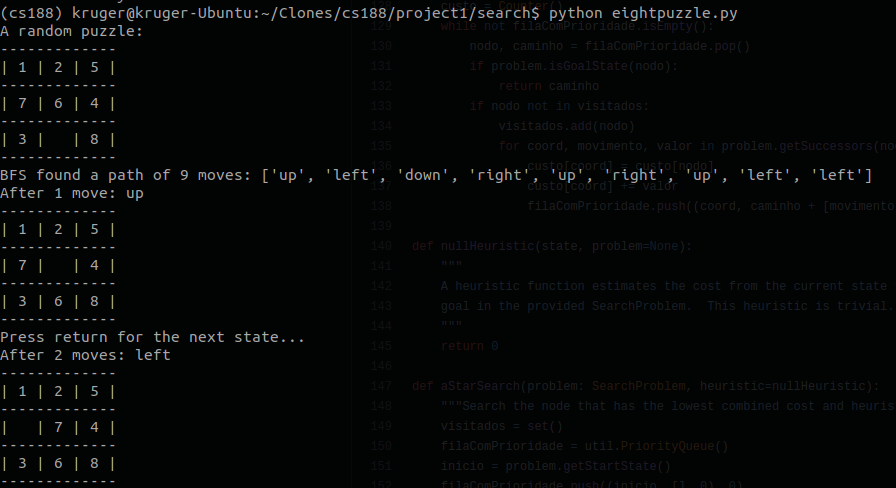 (cs188) kruger@kruger-Ubuntu:~/Clones/cs188/project1/search$ python eightpuzzle.py
A random puzzle:
-------------
| 1 | 2 | 5 |
-------------
| 7 | 6 | 4 |
-------------
| 3 |   | 8 |
-------------
BFS found a path of 9 moves: ['up', 'left', 'down', 'right', 'up', 'right', 'up', 'left', 'left']
After 1 move: up
-------------
| 1 | 2 | 5 |
-------------
| 7 |   | 4 |
-------------
| 3 | 6 | 8 |
-------------
Press return for the next state...
After 2 moves: left
-------------
| 1 | 2 | 5 |
-------------
|   | 7 | 4 |
-------------
| 3 | 6 | 8 |
-------------
custo = Counter()
129 while not filaComPrioridade.isEmpty():
130 nodo, caminho = filaComPrioridade.pop()
131 if problem.isGoalState(nodo):
132 return caminho
133 if nodo not in visitados:
134 visitados.add(nodo)
135 for coord, movimento, valor in problem.getSuccessors(no
136 custo[coord] = custo[nodo]
137 custo[coord] += valor
138 filaComPrioridade.push((coord, caminho + [movimento
139
140 def nullHeuristic(state, problem=None):
141 """
142 A heuristic function estimates the cost from the current state
143 goal in the provided SearchProblem.  This heuristic is trivial.
144 """
145 return 0
146
147 def aStarSearch(problem: SearchProblem, heuristic=nullHeuristic):
148 """Search the node that has the lowest combined cost and heuris
149 visitados = set()
150 filaComPrioridade = util.PriorityQueue()
151 inicio = problem.getStartState()
152 filaComPrioridade.push((inicio, [], 0), 0)